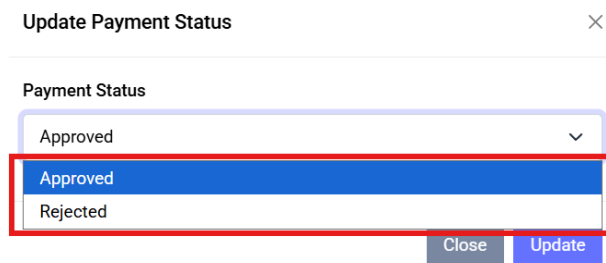 Update Payment Status
Payment Status
Approved
Approved
Rejected
Close Update